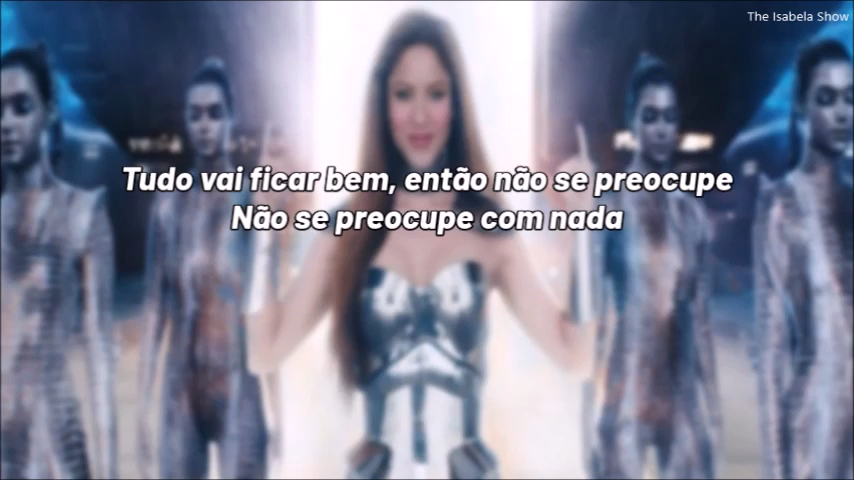 The Isabela Show
Tudo vai ficar bem, então não se preocupe
Não se preocupe com nada